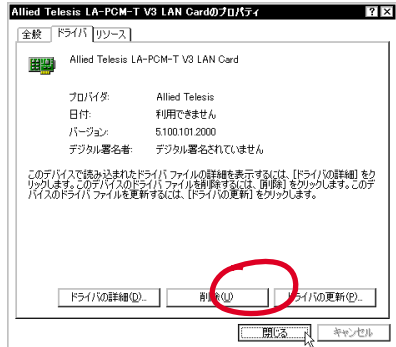 Allied Telesis LA-PCM-T V3 LAN Cardのプロパティ
全般 ドライバ リソース
Allied Telesis LA-PCM-T V3 LAN Card
プロバイダ: Allied Telesis
日付: 利用できません
バージョン: 5.100.101.2000
デジタル署名者: デジタル署名されていません
このデバイスで読み込まれたドライバ ファイルの詳細を表示するには、[ドライバの詳細] をク
リックします。このデバイスのドライバ ファイルを削除するには、[削除] をクリックします。このデ
バイスのドライバ ファイルを更新するには、[ドライバの更新] をクリックします。
ドライバの詳細(D)... 削除(U) ドライバの更新(P)...
閉じる キャンセル